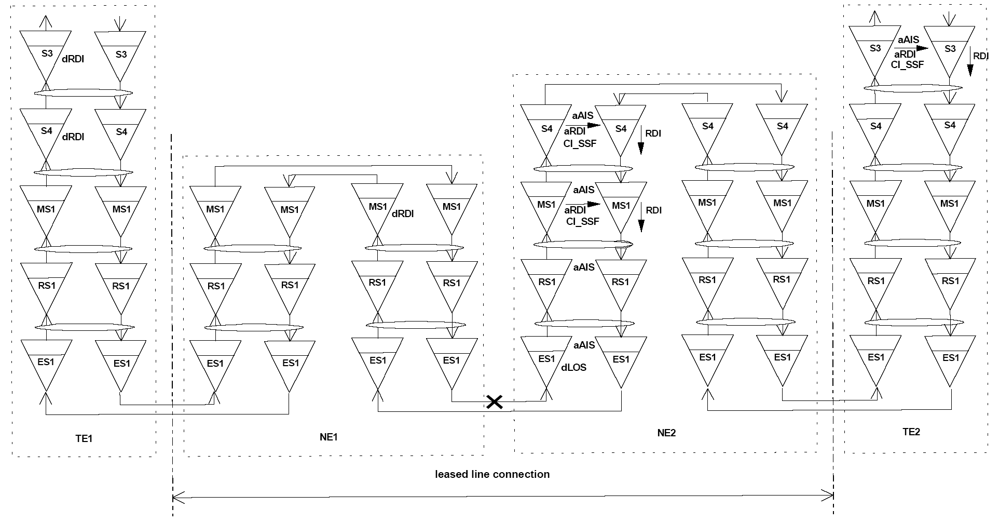 S3
dRDI
S3
S4
dRDI
S4
MS1
MS1
RS1
RS1
ES1
ES1
TE1
MS1
MS1
MS1
dRDI
MS1
RS1
RS1
RS1
RS1
ES1
ES1
ES1
ES1
NE1
S4
aAIS
aRDI
CI_SSF
S4
RDI
S4
S4
MS1
aAIS
aRDI
CI_SSF
MS1
RDI
MS1
MS1
RS1
aAIS
RS1
RS1
RS1
ES1
aAIS
dLOS
ES1
ES1
ES1
NE2
S3
aAIS
aRDI
CI_SSF
S3
RDI
S4
S4
MS1
MS1
RS1
RS1
ES1
ES1
TE2
leased line connection